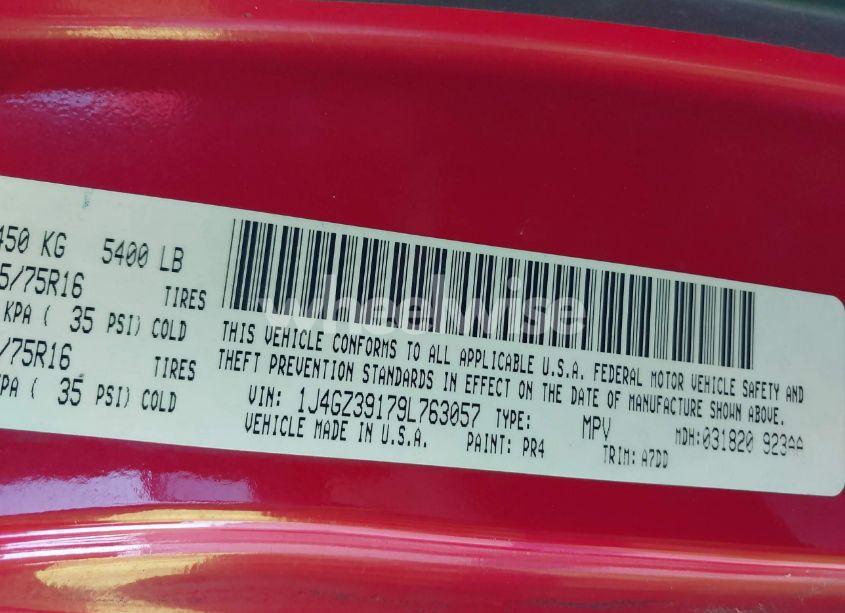 450 KG 5400 LB
5/75R16 TIRES
KPA ( 35 PSI) COLD
/75R16 TIRES
KPA ( 35 PSI) COLD
THIS VEHICLE CONFORMS TO ALL APPLICABLE U.S.A. FEDERAL MOTOR VEHICLE SAFETY AND
THEFT PREVENTION STANDARDS IN EFFECT ON THE DATE OF MANUFACTURE SHOWN ABOVE.
VIN: 1J4GZ39179L763057 TYPE: MPV MDH:031820 923AA
VEHICLE MADE IN U.S.A. PAINT: PR4 TRIM: A7DD
wheelwise